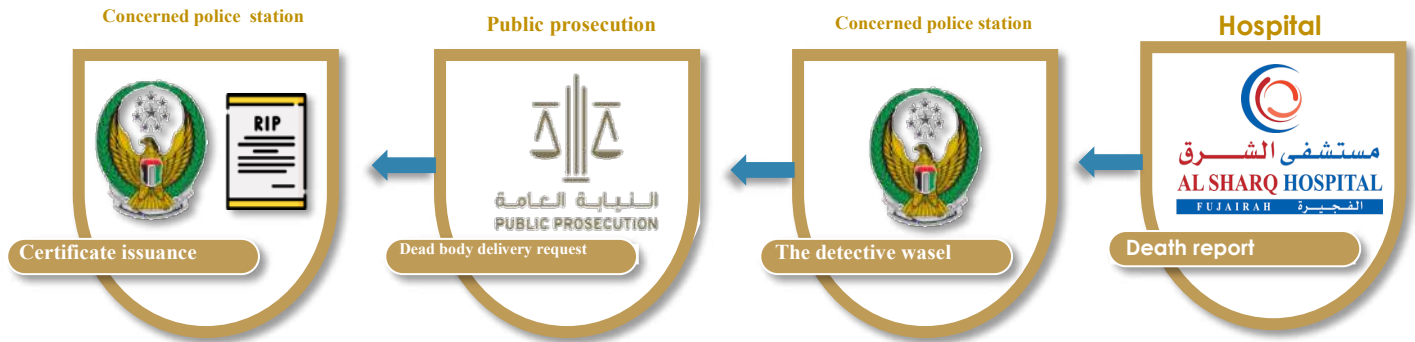 Concerned police station
Public prosecution
Concerned police station
Hospital
RIP
النيابة العامة
PUBLIC PROSECUTION
مستشفى الشرق
AL SHARQ HOSPITAL
FUJAIRAH الفجيرة
Certificate issuance
Dead body delivery request
The detective wasel
Death report